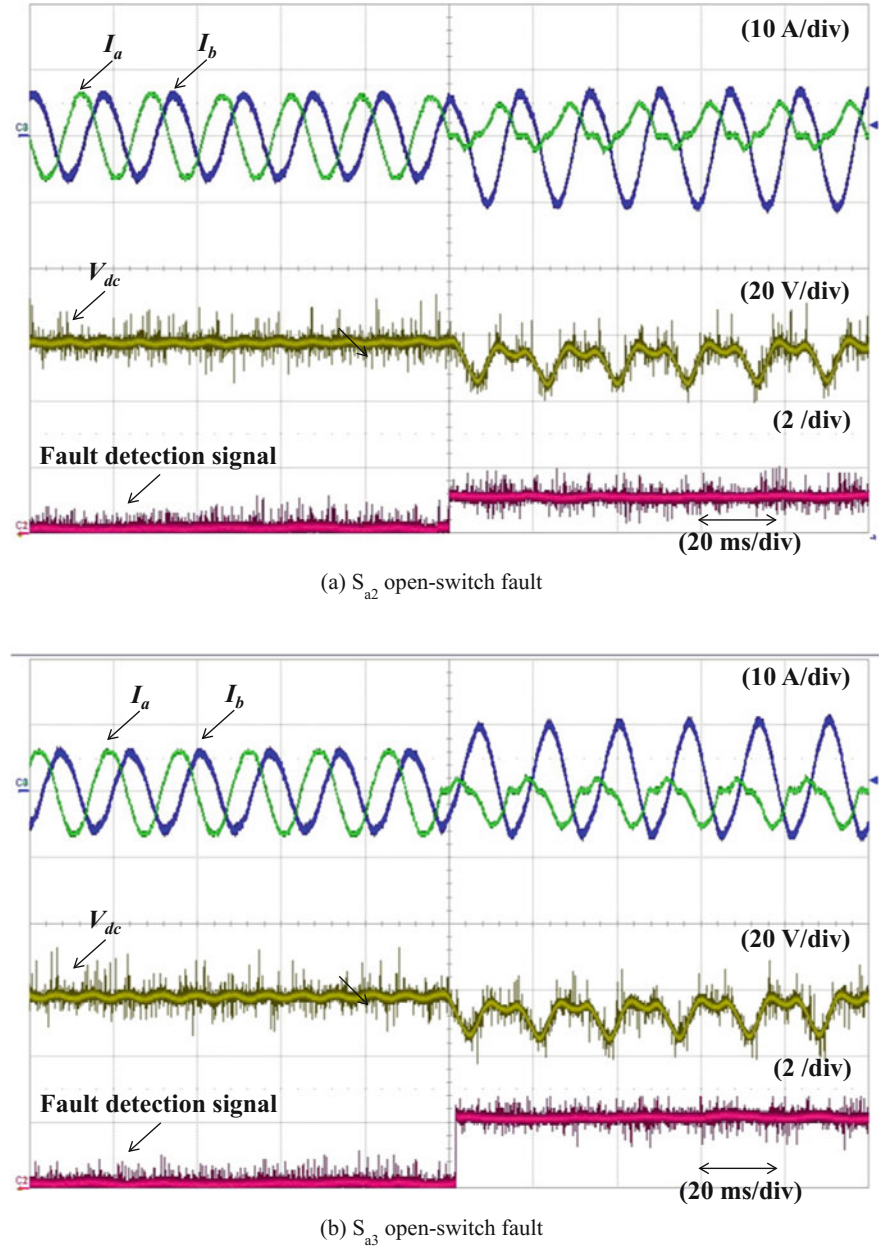 (10 A/div)
I_a
I_b
C3
V_dc
(20 V/div)
(2 /div)
Fault detection signal
C2
(20 ms/div)
(a) S_a2 open-switch fault
(10 A/div)
I_a
I_b
C3
V_dc
(20 V/div)
(2 /div)
Fault detection signal
C2
(20 ms/div)
(b) S_a3 open-switch fault